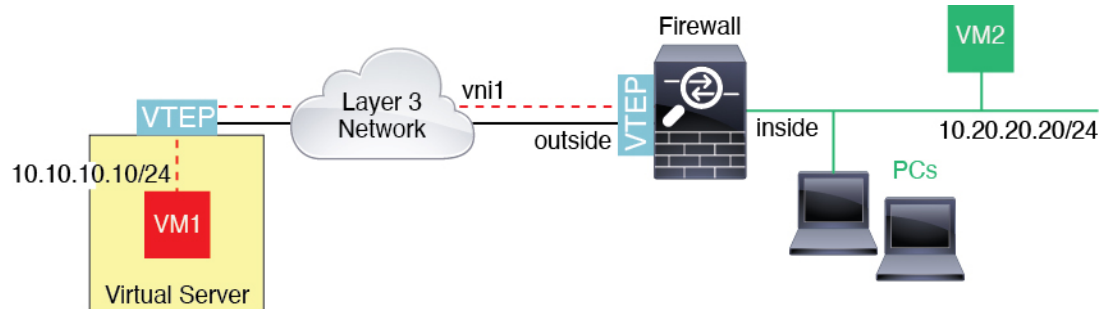 Firewall
VM2
Layer 3
Network
vni1
VTEP
VTEP
outside
inside
10.20.20.20/24
10.10.10.10/24
PCs
VM1
Virtual Server